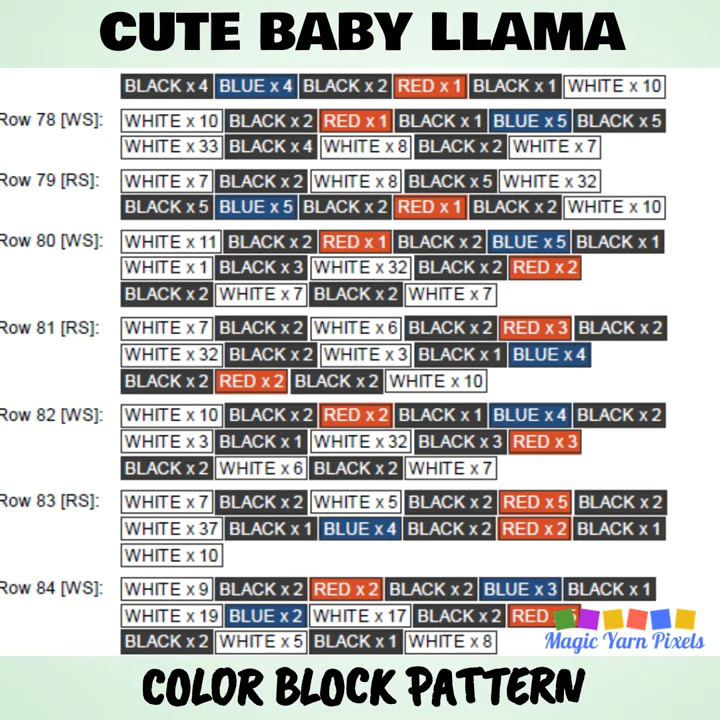 CUTE BABY LLAMA
BLACK x 4 BLUE x 4 BLACK x 2 RED x 1 BLACK x 1 WHITE x 10
Row 78 [WS]: WHITE x 10 BLACK x 2 RED x 1 BLACK x 1 BLUE x 5 BLACK x 5
WHITE x 33 BLACK x 4 WHITE x 8 BLACK x 2 WHITE x 7
Row 79 [RS]: WHITE x 7 BLACK x 2 WHITE x 8 BLACK x 5 WHITE x 32
BLACK x 5 BLUE x 5 BLACK x 2 RED x 1 BLACK x 2 WHITE x 10
Row 80 [WS]: WHITE x 11 BLACK x 2 RED x 1 BLACK x 2 BLUE x 5 BLACK x 1
WHITE x 1 BLACK x 3 WHITE x 32 BLACK x 2 RED x 2
BLACK x 2 WHITE x 7 BLACK x 2 WHITE x 7
Row 81 [RS]: WHITE x 7 BLACK x 2 WHITE x 6 BLACK x 2 RED x 3 BLACK x 2
WHITE x 32 BLACK x 2 WHITE x 3 BLACK x 1 BLUE x 4
BLACK x 2 RED x 2 BLACK x 2 WHITE x 10
Row 82 [WS]: WHITE x 10 BLACK x 2 RED x 2 BLACK x 1 BLUE x 4 BLACK x 2
WHITE x 3 BLACK x 1 WHITE x 32 BLACK x 3 RED x 3
BLACK x 2 WHITE x 6 BLACK x 2 WHITE x 7
Row 83 [RS]: WHITE x 7 BLACK x 2 WHITE x 5 BLACK x 2 RED x 5 BLACK x 2
WHITE x 37 BLACK x 1 BLUE x 4 BLACK x 2 RED x 2 BLACK x 1
WHITE x 10
Row 84 [WS]: WHITE x 9 BLACK x 2 RED x 2 BLACK x 2 BLUE x 3 BLACK x 1
WHITE x 19 BLUE x 2 WHITE x 17 BLACK x 2 RED
BLACK x 2 WHITE x 5 BLACK x 1 WHITE x 8
Magic Yarn Pixels
COLOR BLOCK PATTERN